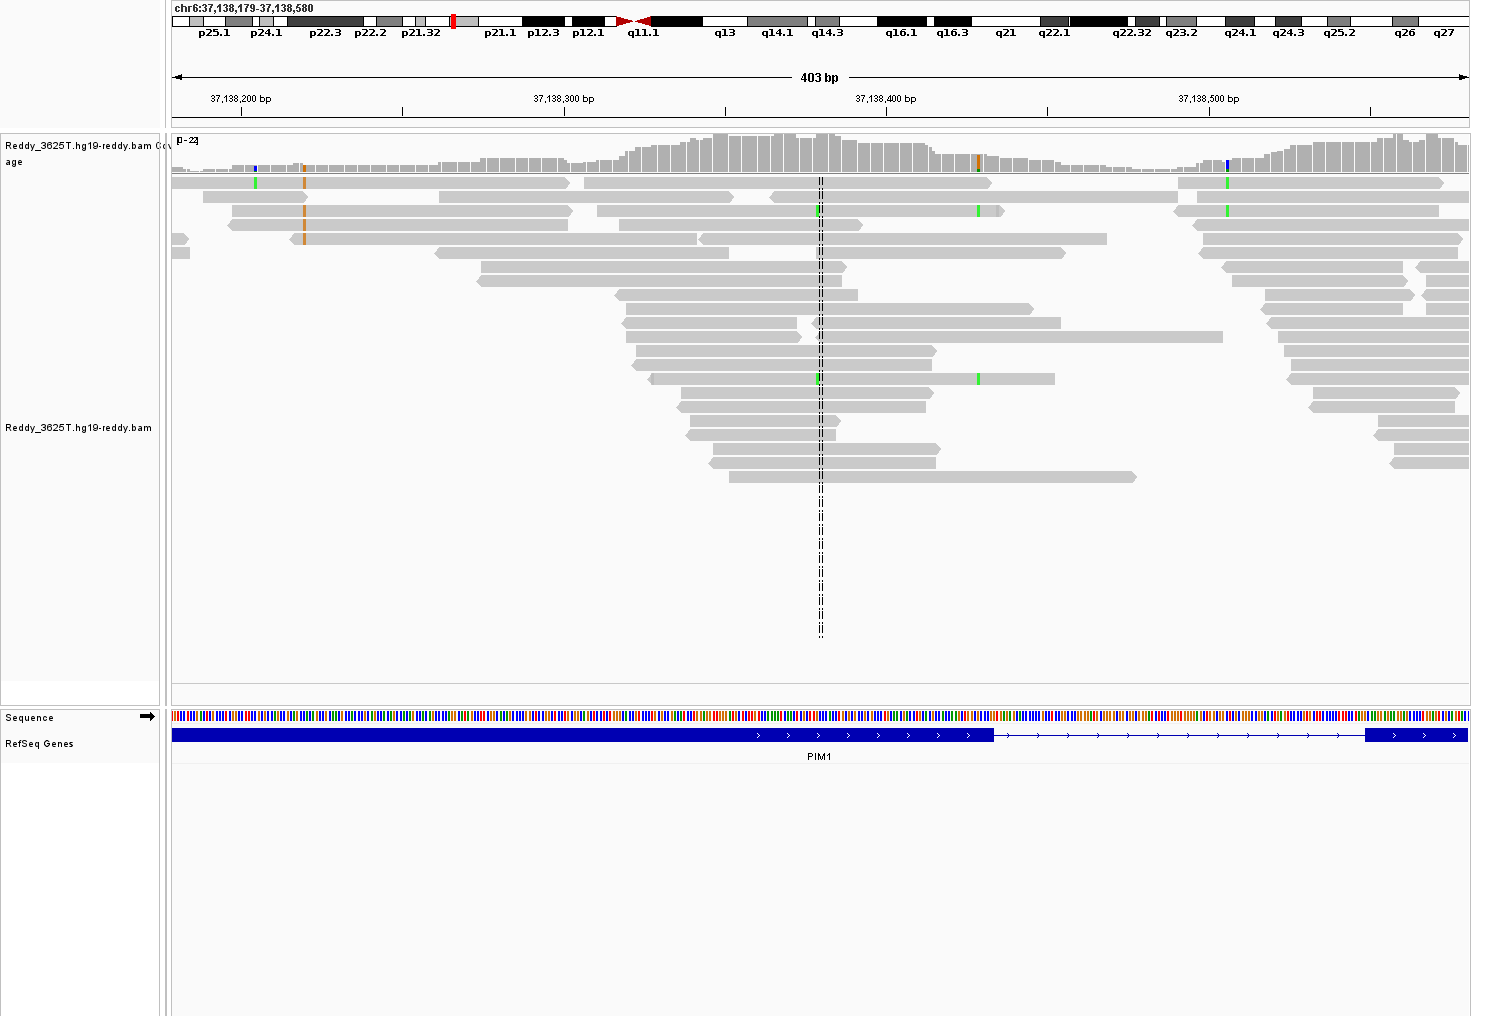 chr6:37,138,179-37,138,580
p25.1 p24.1 p22.3 p22.2 p21.32 p21.1 p12.3 p12.1 q11.1 q13 q14.1 q14.3 q16.1 q16.3 q21 q22.1 q22.32 q23.2 q24.1 q24.3 q25.2 q26 q27
403 bp
37,138,200 bp 37,138,300 bp 37,138,400 bp 37,138,500 bp
Reddy_3625T.hg19-reddy.bam Cov
age
[0-22]
Reddy_3625T.hg19-reddy.bam
Sequence
RefSeq Genes
PIM1